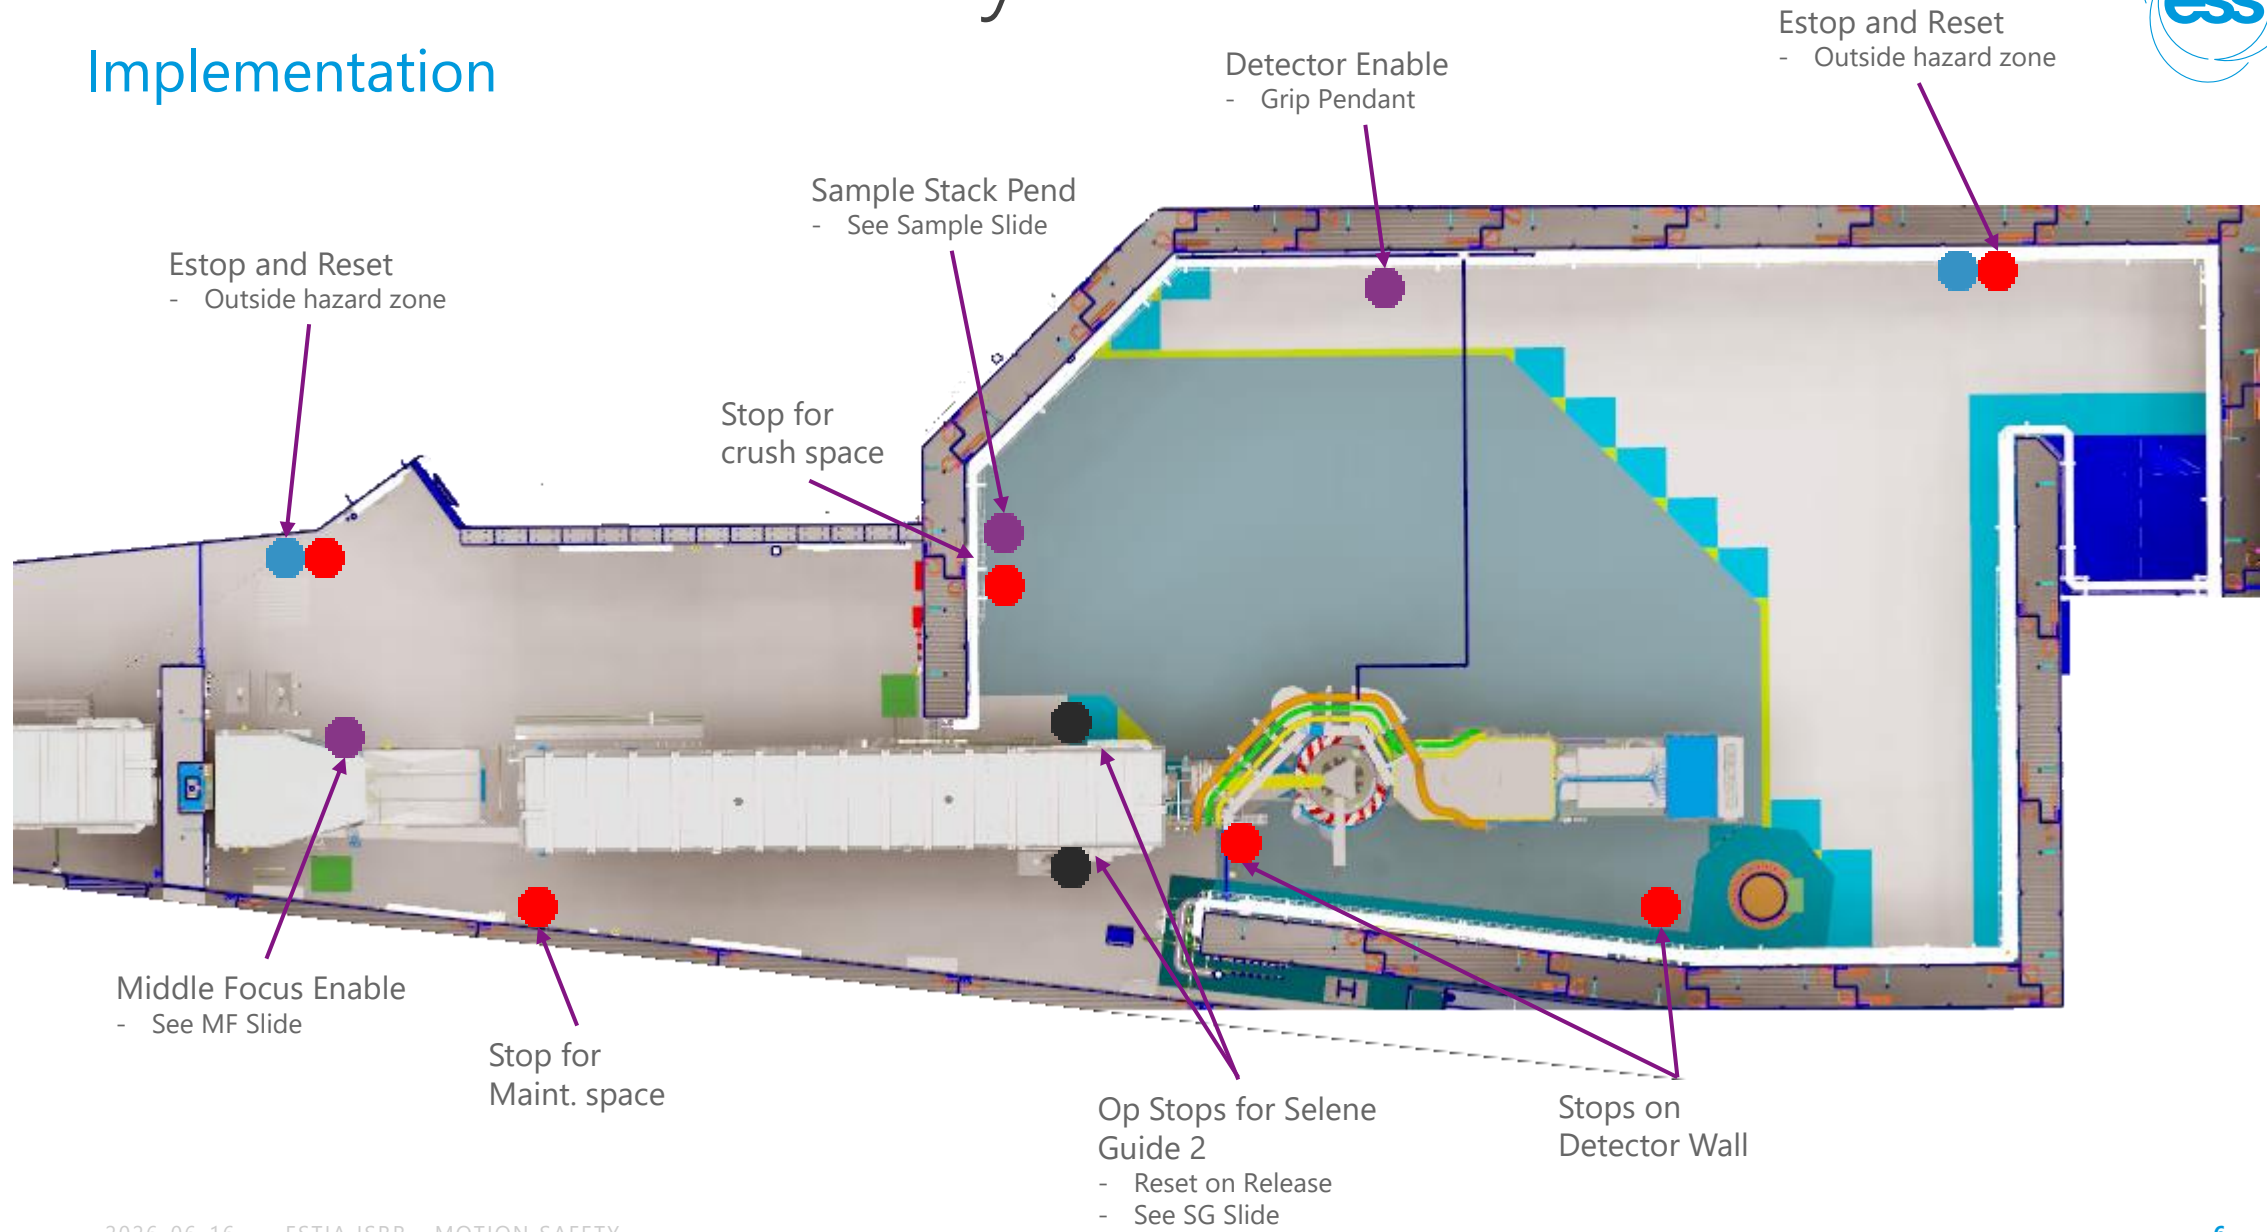 ess
Implementation
Estop and Reset
- Outside hazard zone
Detector Enable
- Grip Pendant
Sample Stack Pend
- See Sample Slide
Estop and Reset
- Outside hazard zone
Stop for
crush space
Middle Focus Enable
- See MF Slide
Stop for
Maint. space
Op Stops for Selene
Guide 2
- Reset on Release
- See SG Slide
Stops on
Detector Wall
H